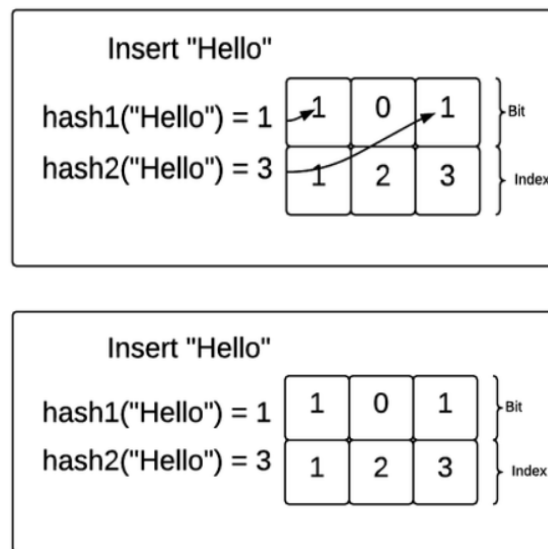 Insert "Hello"
hash1("Hello") = 1
1 0 1 Bit
hash2("Hello") = 3
1 2 3 Index
Insert "Hello"
hash1("Hello") = 1
1 0 1 Bit
hash2("Hello") = 3
1 2 3 Index